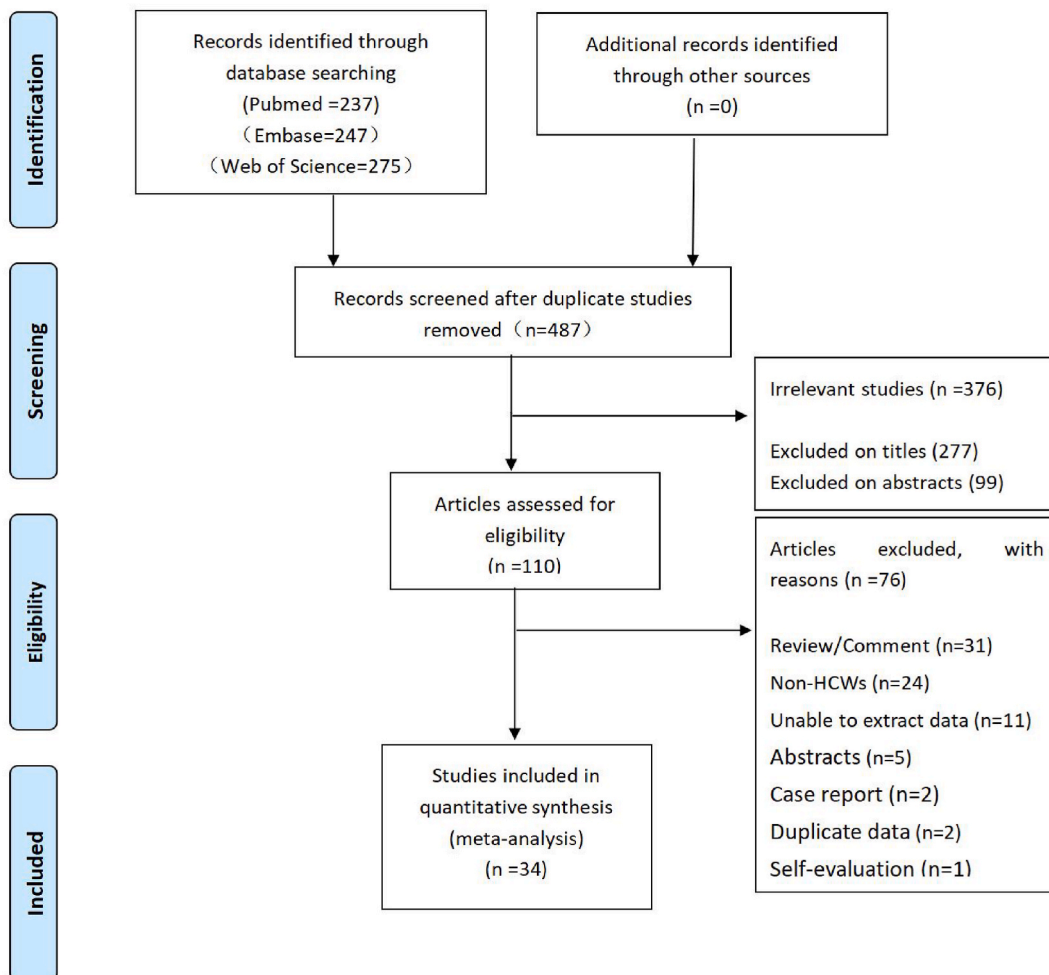 Identification
Records identified through
database searching
(Pubmed =237)
（Embase=247）
（Web of Science=275）
Additional records identified
through other sources
(n =0)
Screening
Records screened after duplicate studies
removed（n=487）
Irrelevant studies (n =376)
Excluded on titles (277)
Excluded on abstracts (99)
Eligibility
Articles assessed for
eligibility
(n =110)
Articles excluded, with
reasons (n =76)
Review/Comment (n=31)
Non-HCWs (n=24)
Unable to extract data (n=11)
Abstracts (n=5)
Case report (n=2)
Duplicate data (n=2)
Self-evaluation (n=1)
Included
Studies included in
quantitative synthesis
(meta-analysis)
(n =34)